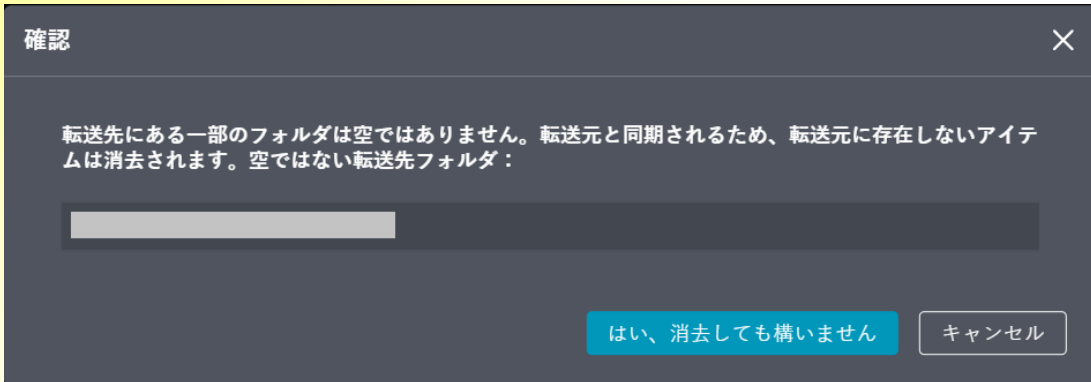 確認
転送先にある一部のフォルダは空ではありません。転送元と同期されるため、転送元に存在しないアイテ
ムは消去されます。空ではない転送先フォルダ：
はい、消去しても構いません
キャンセル